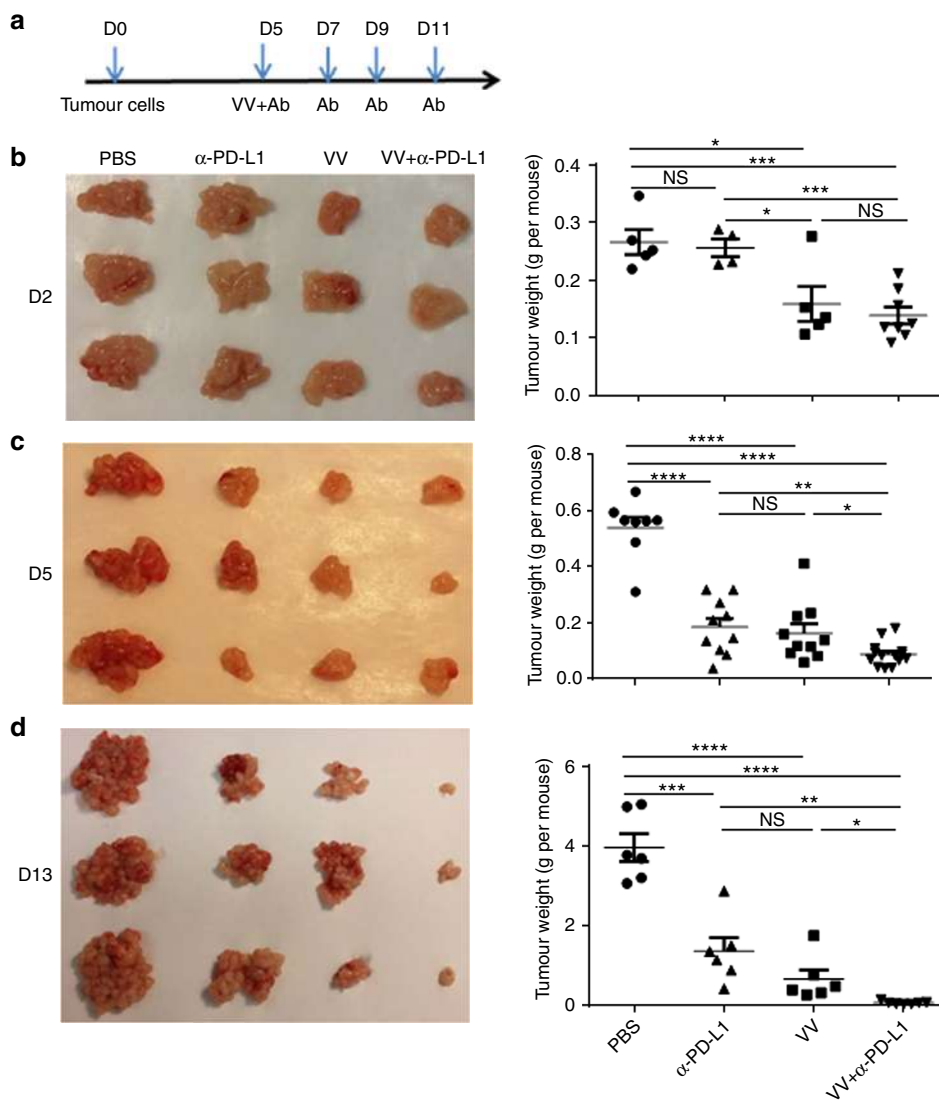 a
D0 D5 D7 D9 D11
Tumour cells VV+Ab Ab Ab Ab
b
PBS α-PD-L1 VV VV+α-PD-L1
D2
Tumour weight (g per mouse)
0.4
0.3
0.2
0.1
0.0
*
***
NS ***
* NS
c
D5
Tumour weight (g per mouse)
0.8
0.6
0.4
0.2
0.0
****
****
**** **
NS *
d
D13
Tumour weight (g per mouse)
6
4
2
0
****
****
*** **
NS *
PBS α-PD-L1 VV VV+α-PD-L1